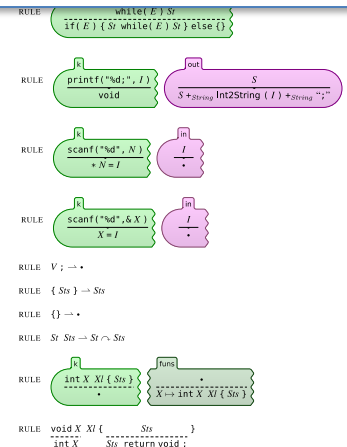 while( E ) St
if( E ) { St while( E ) St } else {}
k out
RULE printf("%d;", I ) S
void S +String Int2String ( I ) +String “;”
k in
RULE scanf("%d", N ) I
* N = I •
k in
RULE scanf("%d",& X ) I
X = I •
RULE V ; ⇀ •
RULE { Sts } ⇀ Sts
RULE {} ⇀ •
RULE St Sts ⇀ St ↷ Sts
k funs
RULE int X Xl { Sts } •
• X ↦ int X Xl { Sts }
RULE void X Xl { Sts }
int X Sts return void ;